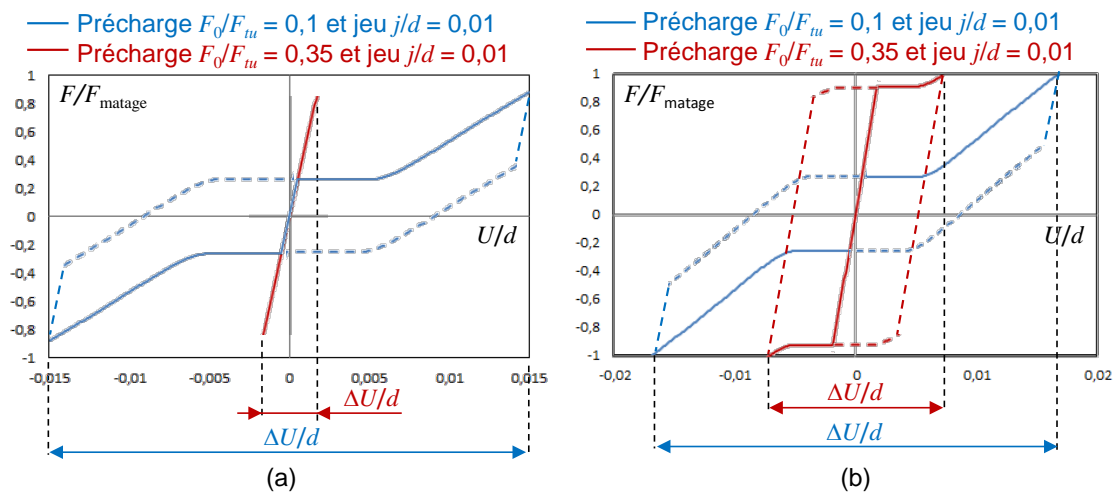 Précharge F₀/Fₜᵤ = 0,1 et jeu j/d = 0,01
Précharge F₀/Fₜᵤ = 0,35 et jeu j/d = 0,01
1
0,8
0,6
0,4
0,2
0
-0,2
-0,4
-0,6
-0,8
-1
F/Fmatage
U/d
-0,015
-0,01
-0,005
0
0,005
0,01
0,015
ΔU/d
ΔU/d
(a)
Précharge F₀/Fₜᵤ = 0,1 et jeu j/d = 0,01
Précharge F₀/Fₜᵤ = 0,35 et jeu j/d = 0,01
1
0,8
0,6
0,4
0,2
0
-0,2
-0,4
-0,6
-0,8
-1
F/Fmatage
U/d
-0,02
-0,01
0
0,01
0,02
ΔU/d
ΔU/d
(b)